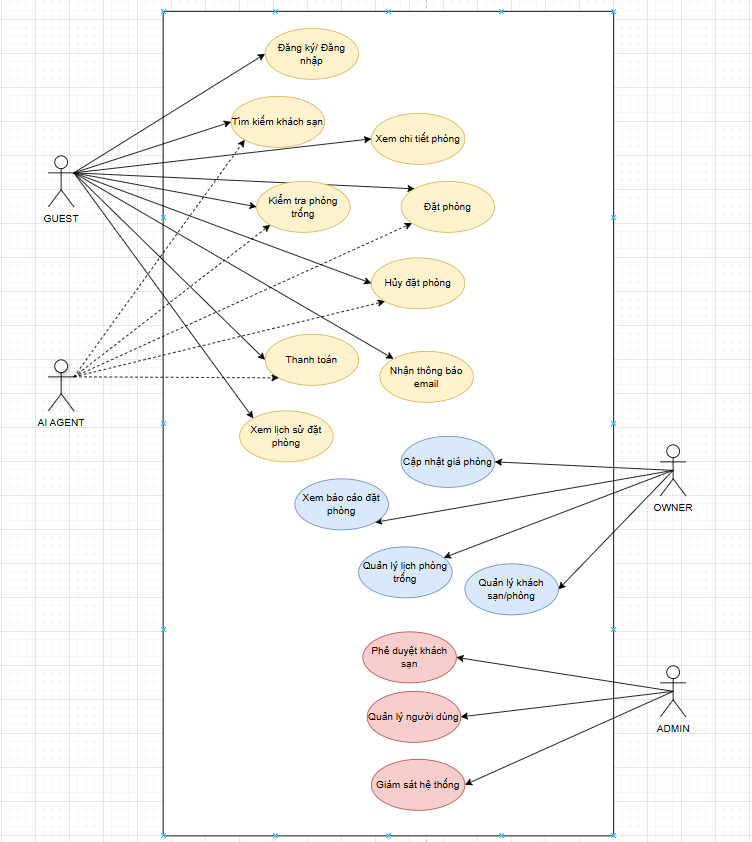 Đăng ký/ Đăng
nhập
Tìm kiếm khách sạn
Xem chi tiết phòng
GUEST
Kiểm tra phòng
trống
Đặt phòng
Hủy đặt phòng
Thanh toán
Nhận thông báo
email
AI AGENT
Xem lịch sử đặt
phòng
Cập nhật giá phòng
Xem báo cáo đặt
phòng
OWNER
Quản lý lịch phòng
trống
Quản lý khách
sạn/phòng
Phê duyệt khách
sạn
Quản lý người dùng
ADMIN
Giám sát hệ thống